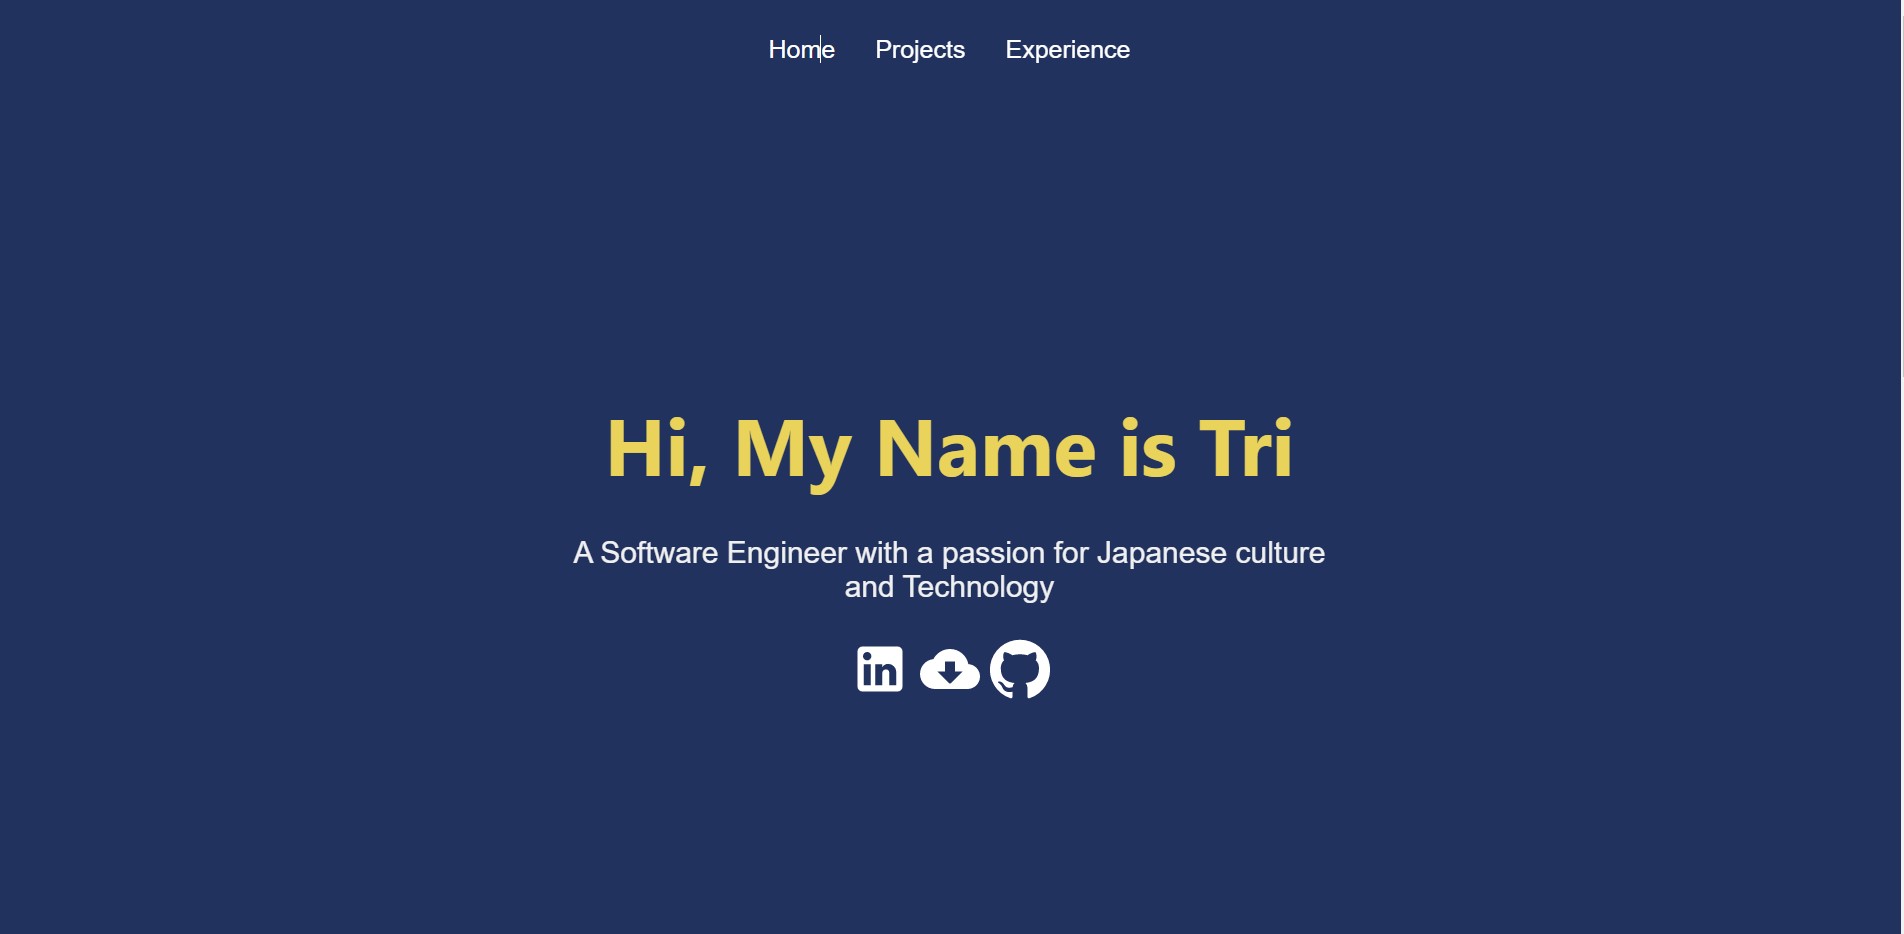 Home Projects Experience
Hi, My Name is Tri
A Software Engineer with a passion for Japanese culture
and Technology
in